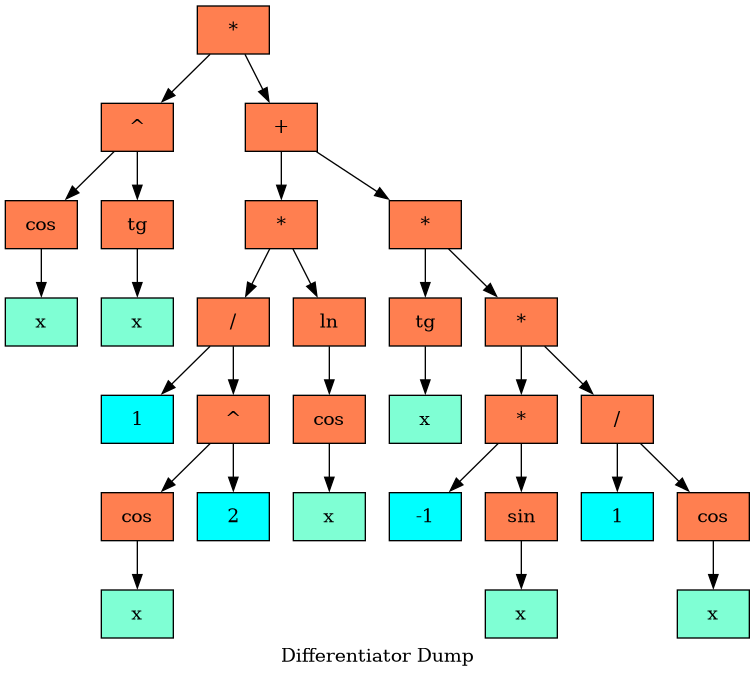 *
^ +
cos tg * *
x x / ln tg *
1 ^ cos x * /
cos 2 x -1 sin 1 cos
x x x
Differentiator Dump